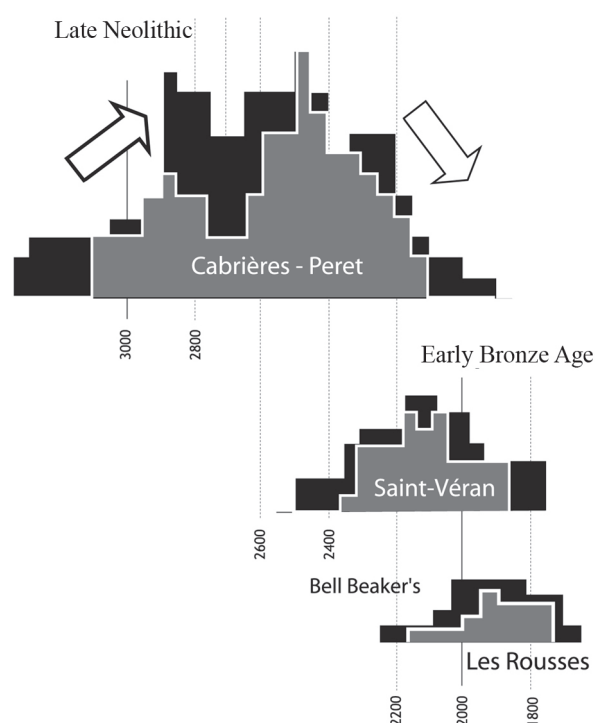 Late Neolithic
Cabrières - Peret
3000
2800
Early Bronze Age
Saint-Véran
2600
2400
Bell Beaker's
Les Rousses
2200
2000
1800